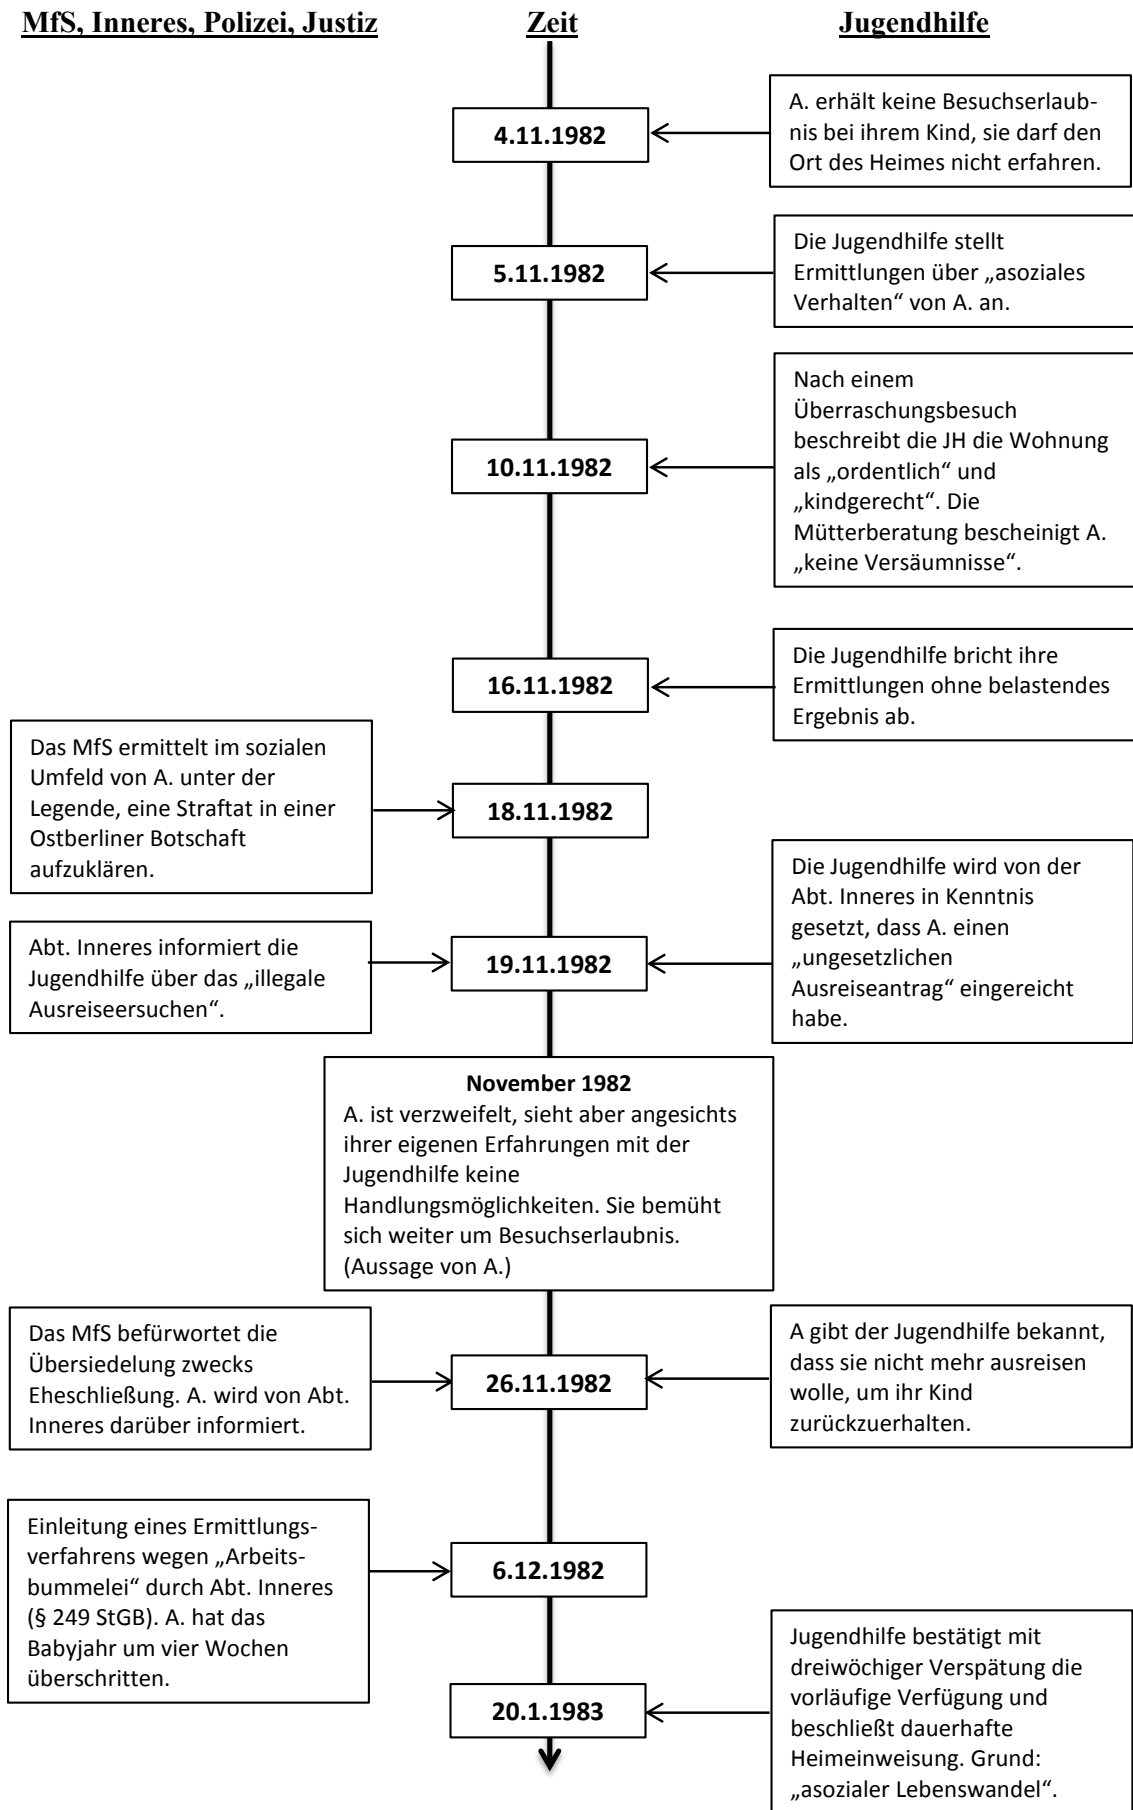 MfS, Inneres, Polizei, Justiz
Zeit
Jugendhilfe
4.11.1982
A. erhält keine Besuchserlaub-
nis bei ihrem Kind, sie darf den
Ort des Heimes nicht erfahren.
5.11.1982
Die Jugendhilfe stellt
Ermittlungen über „asoziales
Verhalten“ von A. an.
10.11.1982
Nach einem
Überraschungsbesuch
beschreibt die JH die Wohnung
als „ordentlich“ und
„kindgerecht“. Die
Mütterberatung bescheinigt A.
„keine Versäumnisse“.
16.11.1982
Die Jugendhilfe bricht ihre
Ermittlungen ohne belastendes
Ergebnis ab.
Das MfS ermittelt im sozialen
Umfeld von A. unter der
Legende, eine Straftat in einer
Ostberliner Botschaft
aufzuklären.
18.11.1982
Abt. Inneres informiert die
Jugendhilfe über das „illegale
Ausreiseersuchen“.
19.11.1982
Die Jugendhilfe wird von der
Abt. Inneres in Kenntnis
gesetzt, dass A. einen
„ungesetzlichen
Ausreiseantrag“ eingereicht
habe.
November 1982
A. ist verzweifelt, sieht aber angesichts
ihrer eigenen Erfahrungen mit der
Jugendhilfe keine
Handlungsmöglichkeiten. Sie bemüht
sich weiter um Besuchserlaubnis.
(Aussage von A.)
Das MfS befürwortet die
Übersiedelung zwecks
Eheschließung. A. wird von Abt.
Inneres darüber informiert.
26.11.1982
A gibt der Jugendhilfe bekannt,
dass sie nicht mehr ausreisen
wolle, um ihr Kind
zurückzuerhalten.
Einleitung eines Ermittlungs-
verfahrens wegen „Arbeits-
bummelei“ durch Abt. Inneres
(§ 249 StGB). A. hat das
Babyjahr um vier Wochen
überschritten.
6.12.1982
20.1.1983
Jugendhilfe bestätigt mit
dreiwöchiger Verspätung die
vorläufige Verfügung und
beschließt dauerhafte
Heimeinweisung. Grund:
„asozialer Lebenswandel“.